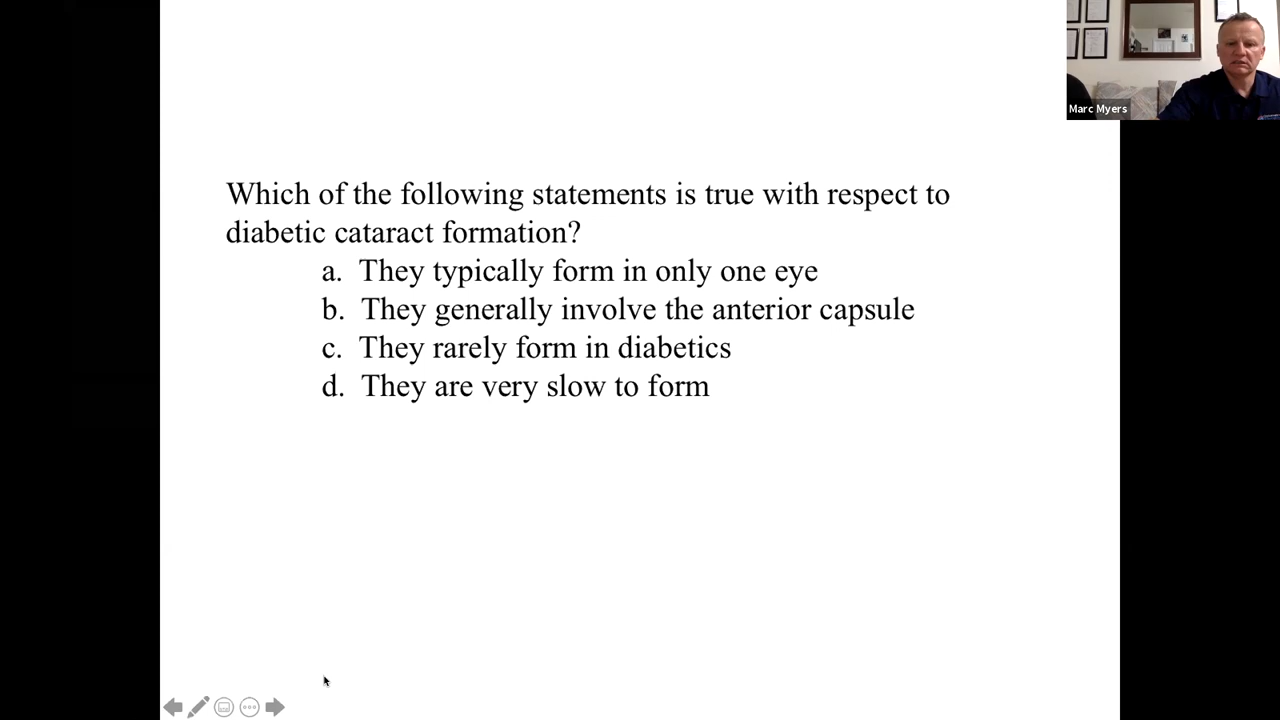 Which of the following statements is true with respect to
diabetic cataract formation?
a. They typically form in only one eye
b. They generally involve the anterior capsule
c. They rarely form in diabetics
d. They are very slow to form
Marc Myers